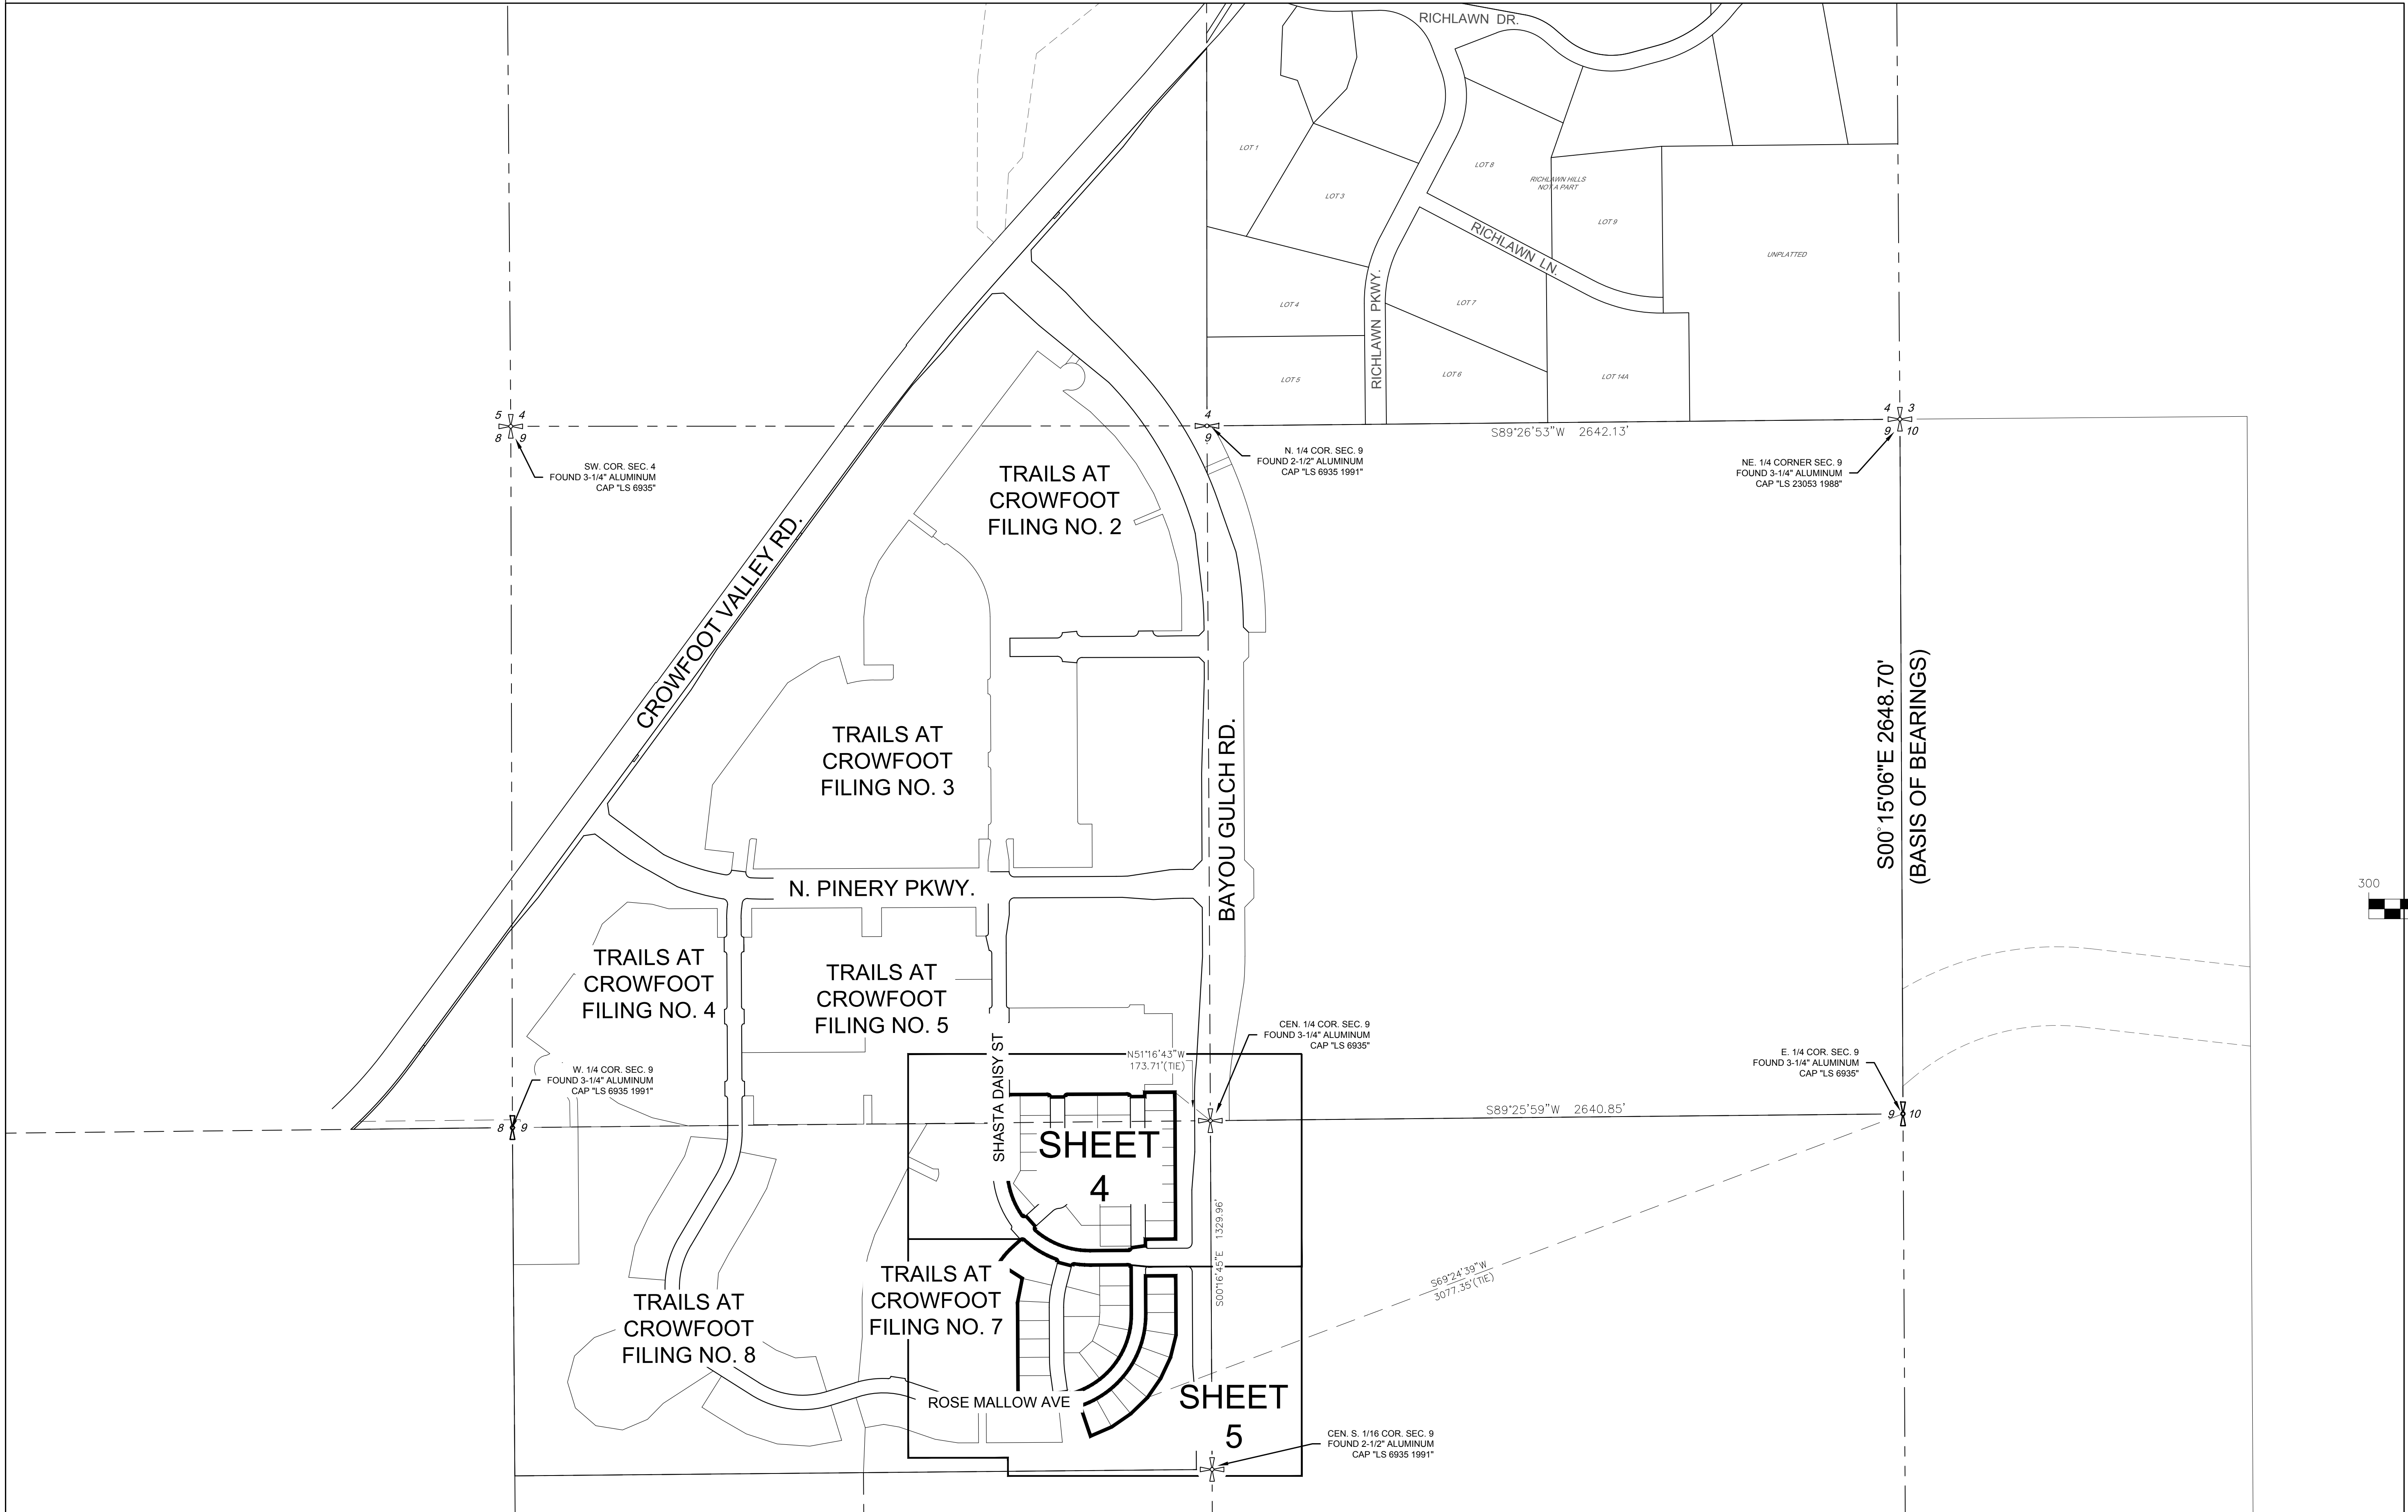 RICHLAWN DR.
LOT 1
LOT 8
RICHLAWN HILLS
NOT A PART
LOT 3
LOT 9
RICHLAWN LN.
UNPLATTED
RICHLAWN PKWY.
LOT 4
LOT 7
LOT 5
LOT 6
LOT 14A
5 4
8 9
4
9
4 3
9 10
S89°26'53"W 2642.13'
SW. COR. SEC. 4
FOUND 3-1/4" ALUMINUM
CAP "LS 6935"
N. 1/4 COR. SEC. 9
FOUND 2-1/2" ALUMINUM
CAP "LS 6935 1991"
NE. 1/4 CORNER SEC. 9
FOUND 3-1/4" ALUMINUM
CAP "LS 23053 1988"
TRAILS AT
CROWFOOT
FILING NO. 2
CROWFOOT VALLEY RD.
TRAILS AT
CROWFOOT
FILING NO. 3
BAYOU GULCH RD.
S00°15'06"E 2648.70'
(BASIS OF BEARINGS)
N. PINERY PKWY.
300
TRAILS AT
CROWFOOT
FILING NO. 4
TRAILS AT
CROWFOOT
FILING NO. 5
CEN. 1/4 COR. SEC. 9
FOUND 3-1/4" ALUMINUM
CAP "LS 6935"
N51°16'43"W
173.71'(TIE)
SHASTA DAISY ST
W. 1/4 COR. SEC. 9
FOUND 3-1/4" ALUMINUM
CAP "LS 6935 1991"
E. 1/4 COR. SEC. 9
FOUND 3-1/4" ALUMINUM
CAP "LS 6935"
S89°25'59"W 2640.85'
8 9
9 10
SHEET
4
S00°16'45"E 1329.96'
TRAILS AT
CROWFOOT
FILING NO. 7
S69°24'39"W
3077.35'(TIE)
TRAILS AT
CROWFOOT
FILING NO. 8
ROSE MALLOW AVE
SHEET
5
CEN. S. 1/16 COR. SEC. 9
FOUND 2-1/2" ALUMINUM
CAP "LS 6935 1991"